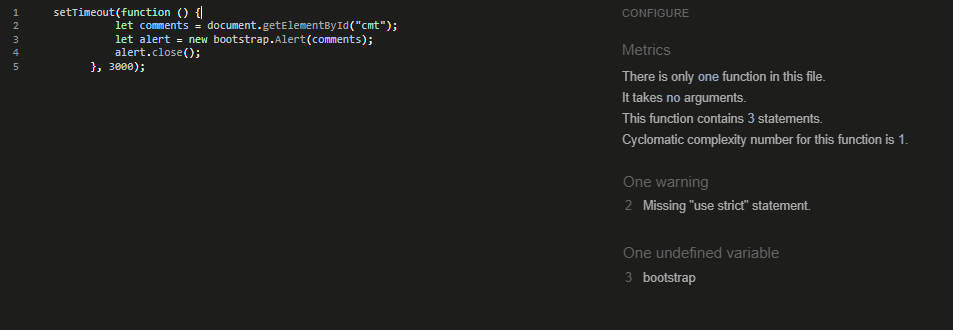 1 setTimeout(function () {
2 let comments = document.getElementById("cmt");
3 let alert = new bootstrap.Alert(comments);
4 alert.close();
5 }, 3000);
CONFIGURE
Metrics
There is only one function in this file.
It takes no arguments.
This function contains 3 statements.
Cyclomatic complexity number for this function is 1.
One warning
2 Missing "use strict" statement.
One undefined variable
3 bootstrap